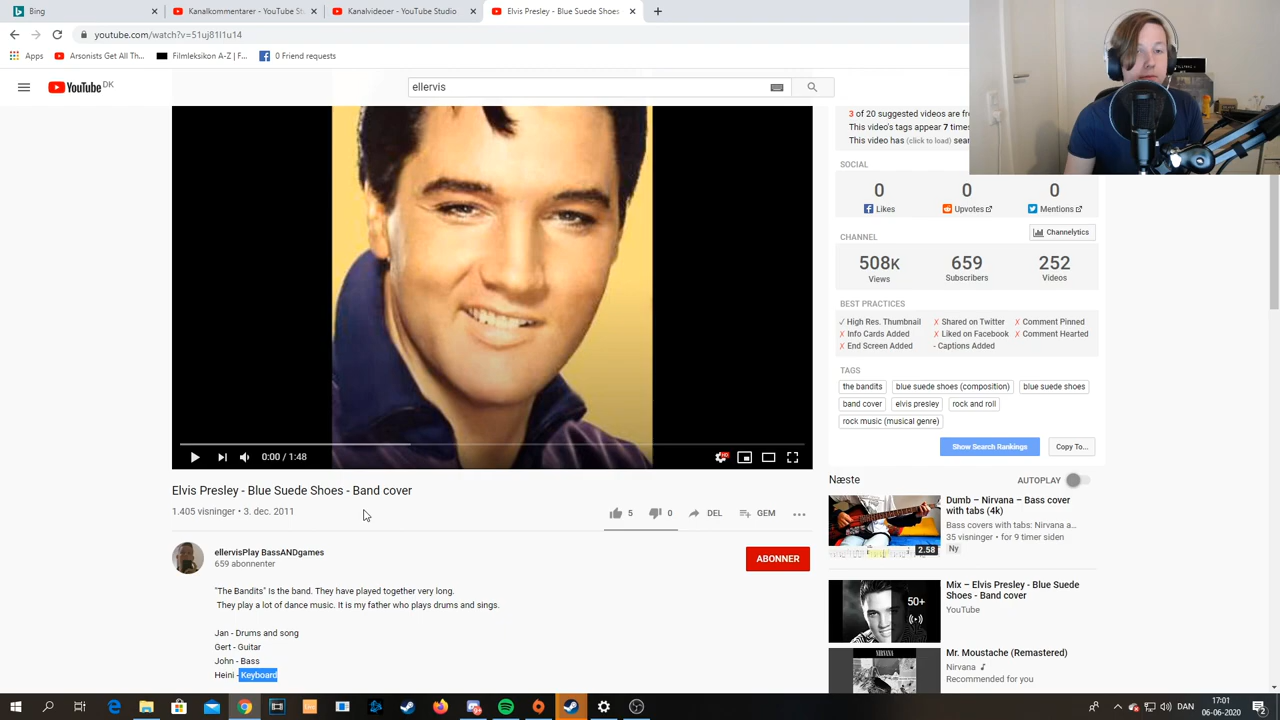 Bing
Kanalkommentarer - YouTube S
Kanalvideoer - YouTube Studio
Elvis Presley - Blue Suede Shoes
youtube.com/watch?v=51uj81l1u14
Apps
Arsonists Get All Th...
Filmleksikon A-Z | F...
0 Friend requests
YouTube DK
ellervis
3 of 20 suggested videos are fr
This video's tags appear 7 times
This video has (click to load) sear
SOCIAL
0 0 0
Likes Upvotes Mentions
CHANNEL Channelytics
508K 659 252
Views Subscribers Videos
BEST PRACTICES
✓ High Res. Thumbnail ✗ Shared on Twitter ✗ Comment Pinned
✗ Info Cards Added ✗ Liked on Facebook ✗ Comment Hearted
✗ End Screen Added - Captions Added
TAGS
the bandits blue suede shoes (composition) blue suede shoes
band cover elvis presley rock and roll
rock music (musical genre)
Show Search Rankings Copy To...
0:00 / 1:48
HD
Elvis Presley - Blue Suede Shoes - Band cover
1.405 visninger • 3. dec. 2011
5 0 DEL GEM
ellervisPlay BassANDgames
659 abonnenter
ABONNER
"The Bandits" Is the band. They have played together very long..
They play a lot of dance music. It is my father who plays drums and sings.
Jan - Drums and song
Gert - Guitar
John - Bass
Heini - Keyboard
Næste
AUTOPLAY
Dumb – Nirvana – Bass cover
with tabs (4k)
Bass covers with tabs: Nirvana a...
35 visninger • for 9 timer siden
Ny
2.58
Mix – Elvis Presley - Blue Suede
Shoes - Band cover
YouTube
50+
Mr. Moustache (Remastered)
Nirvana
Recommended for you
DAN
17:01
06-06-2020